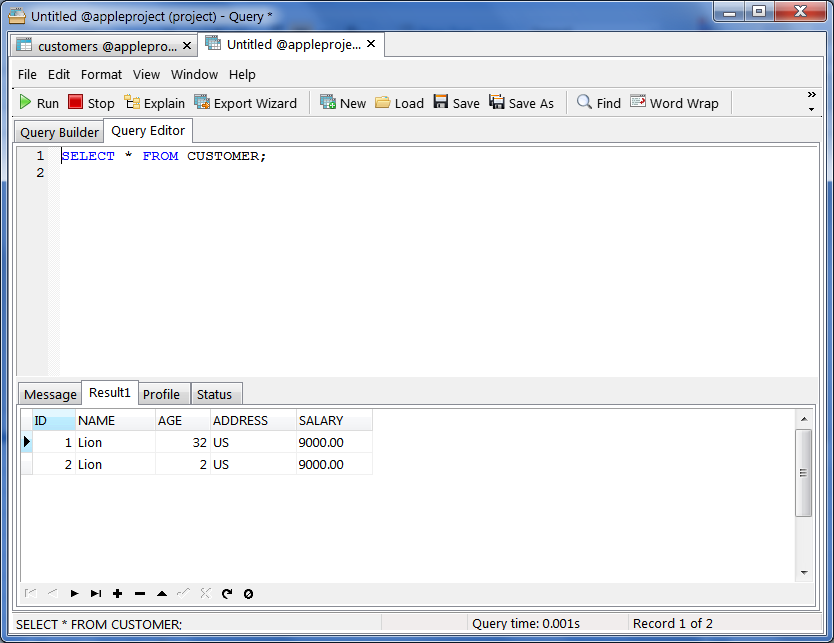 Untitled @appleproject (project) - Query *
customers @applepro... Untitled @appleproje...
File Edit Format View Window Help
Run Stop Explain Export Wizard New Load Save Save As Find Word Wrap
Query Builder Query Editor
1 SELECT * FROM CUSTOMER;
2
Message Result1 Profile Status
ID NAME AGE ADDRESS SALARY
1 Lion 32 US 9000.00
2 Lion 2 US 9000.00
SELECT * FROM CUSTOMER; Query time: 0.001s Record 1 of 2